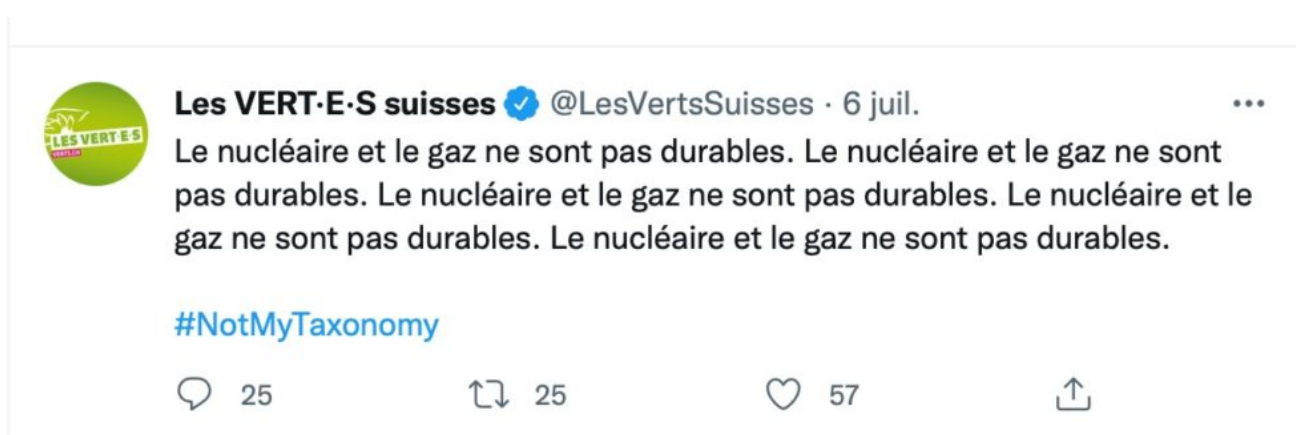 Les VERT·E·S suisses @LesVertsSuisses · 6 juil.
LES VERT·E·S
VERTS.CH
Le nucléaire et le gaz ne sont pas durables. Le nucléaire et le gaz ne sont
pas durables. Le nucléaire et le gaz ne sont pas durables. Le nucléaire et le
gaz ne sont pas durables. Le nucléaire et le gaz ne sont pas durables.
#NotMyTaxonomy
25 25 57